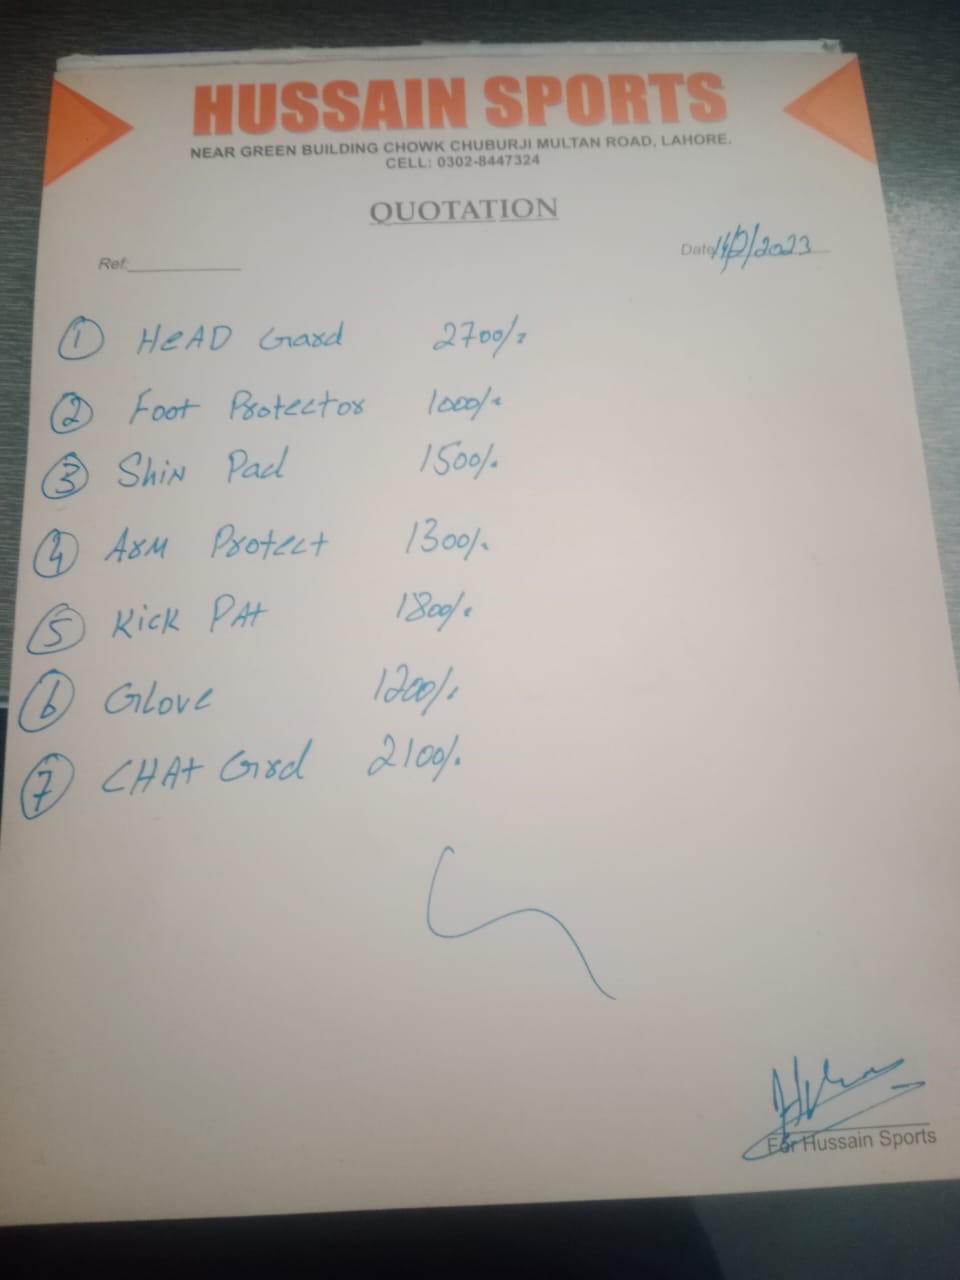 HUSSAIN SPORTS
NEAR GREEN BUILDING CHOWK CHUBURJI MULTAN ROAD, LAHORE.
CELL: 0302-8447324
QUOTATION
Date /2023
Ref:
1 HeAD Gard 2700/-
2 Foot Protector 1000/-
3 Shin Pad 1500/-
4 Arm Protect 1300/-
5 Kick PAt 1800/-
6 Glove 1200/-
7 CHAt Grd 2100/-
For Hussain Sports